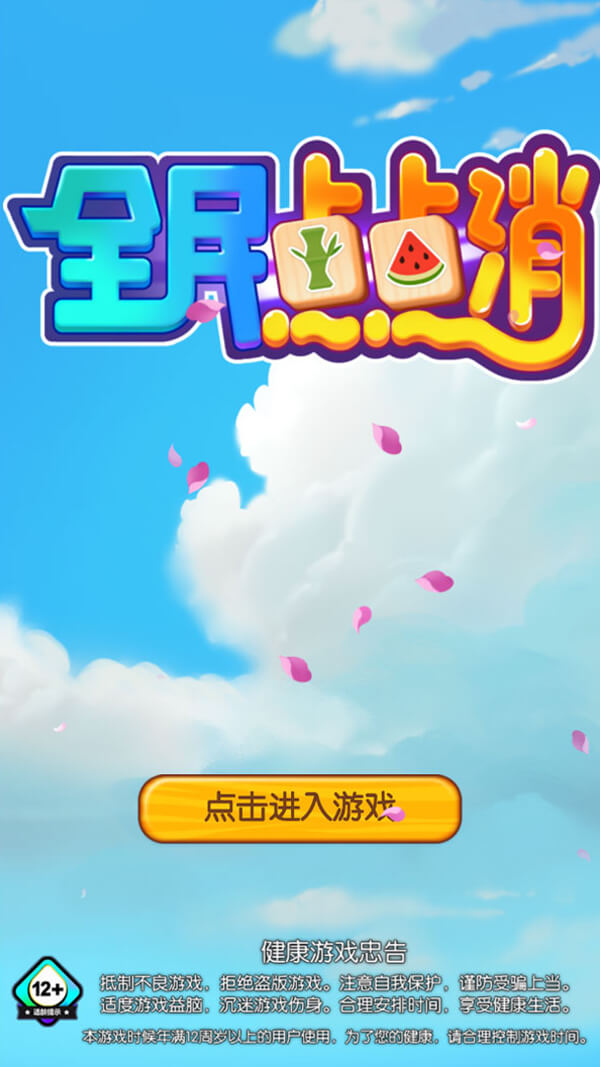 全屏点点消
点击进入游戏
健康游戏忠告
抵制不良游戏，拒绝盗版游戏。注意自我保护，谨防受骗上当。
适度游戏益脑，沉迷游戏伤身。合理安排时间，享受健康生活。
12+
适龄提示
本游戏时候年满12周岁以上的用户使用，为了您的健康，请合理控制游戏时间。